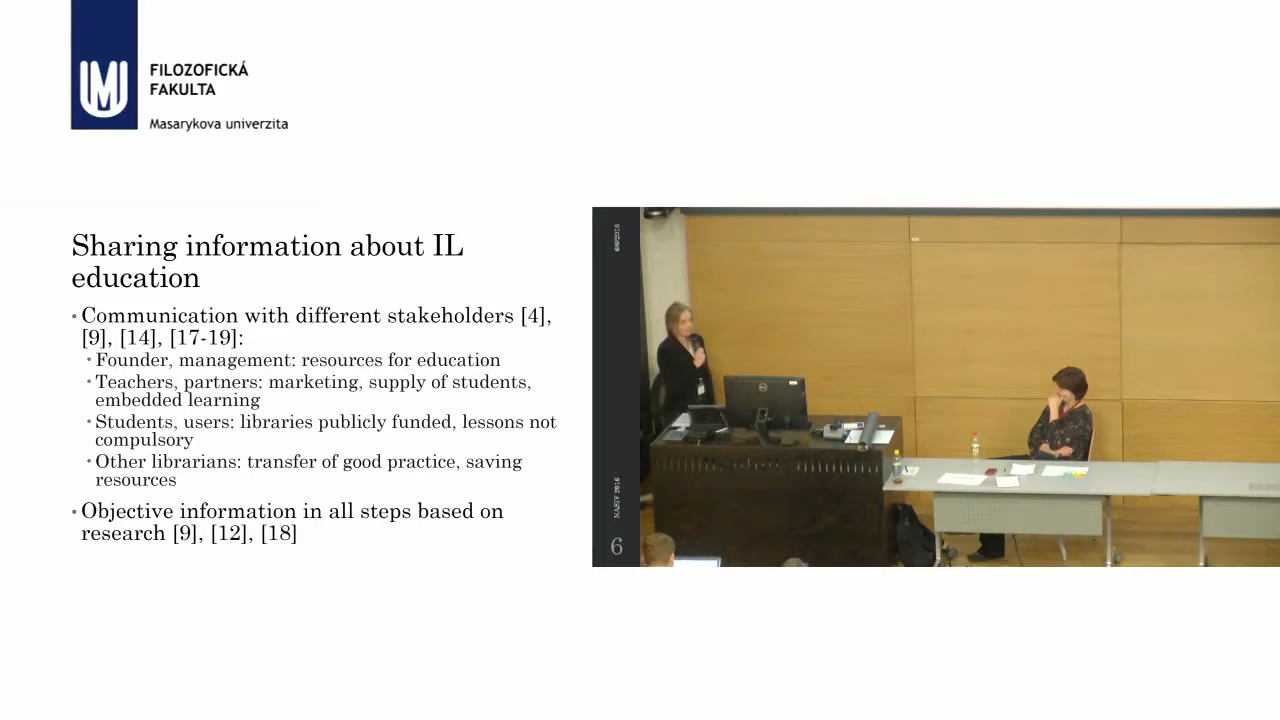 FILOZOFICKÁ
FAKULTA
Masarykova univerzita
Sharing information about IL
education
• Communication with different stakeholders [4],
[9], [14], [17-19]:
• Founder, management: resources for education
• Teachers, partners: marketing, supply of students,
embedded learning
• Students, users: libraries publicly funded, lessons not
compulsory
• Other librarians: transfer of good practice, saving
resources
• Objective information in all steps based on
research [9], [12], [18]
6